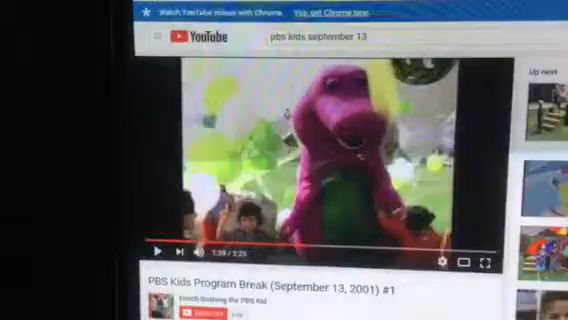 Watch YouTube videos with Chrome. Yes, get Chrome now.
YouTube
pbs kids september 13
Up next
1:39 / 3:25
PBS Kids Program Break (September 13, 2001) #1